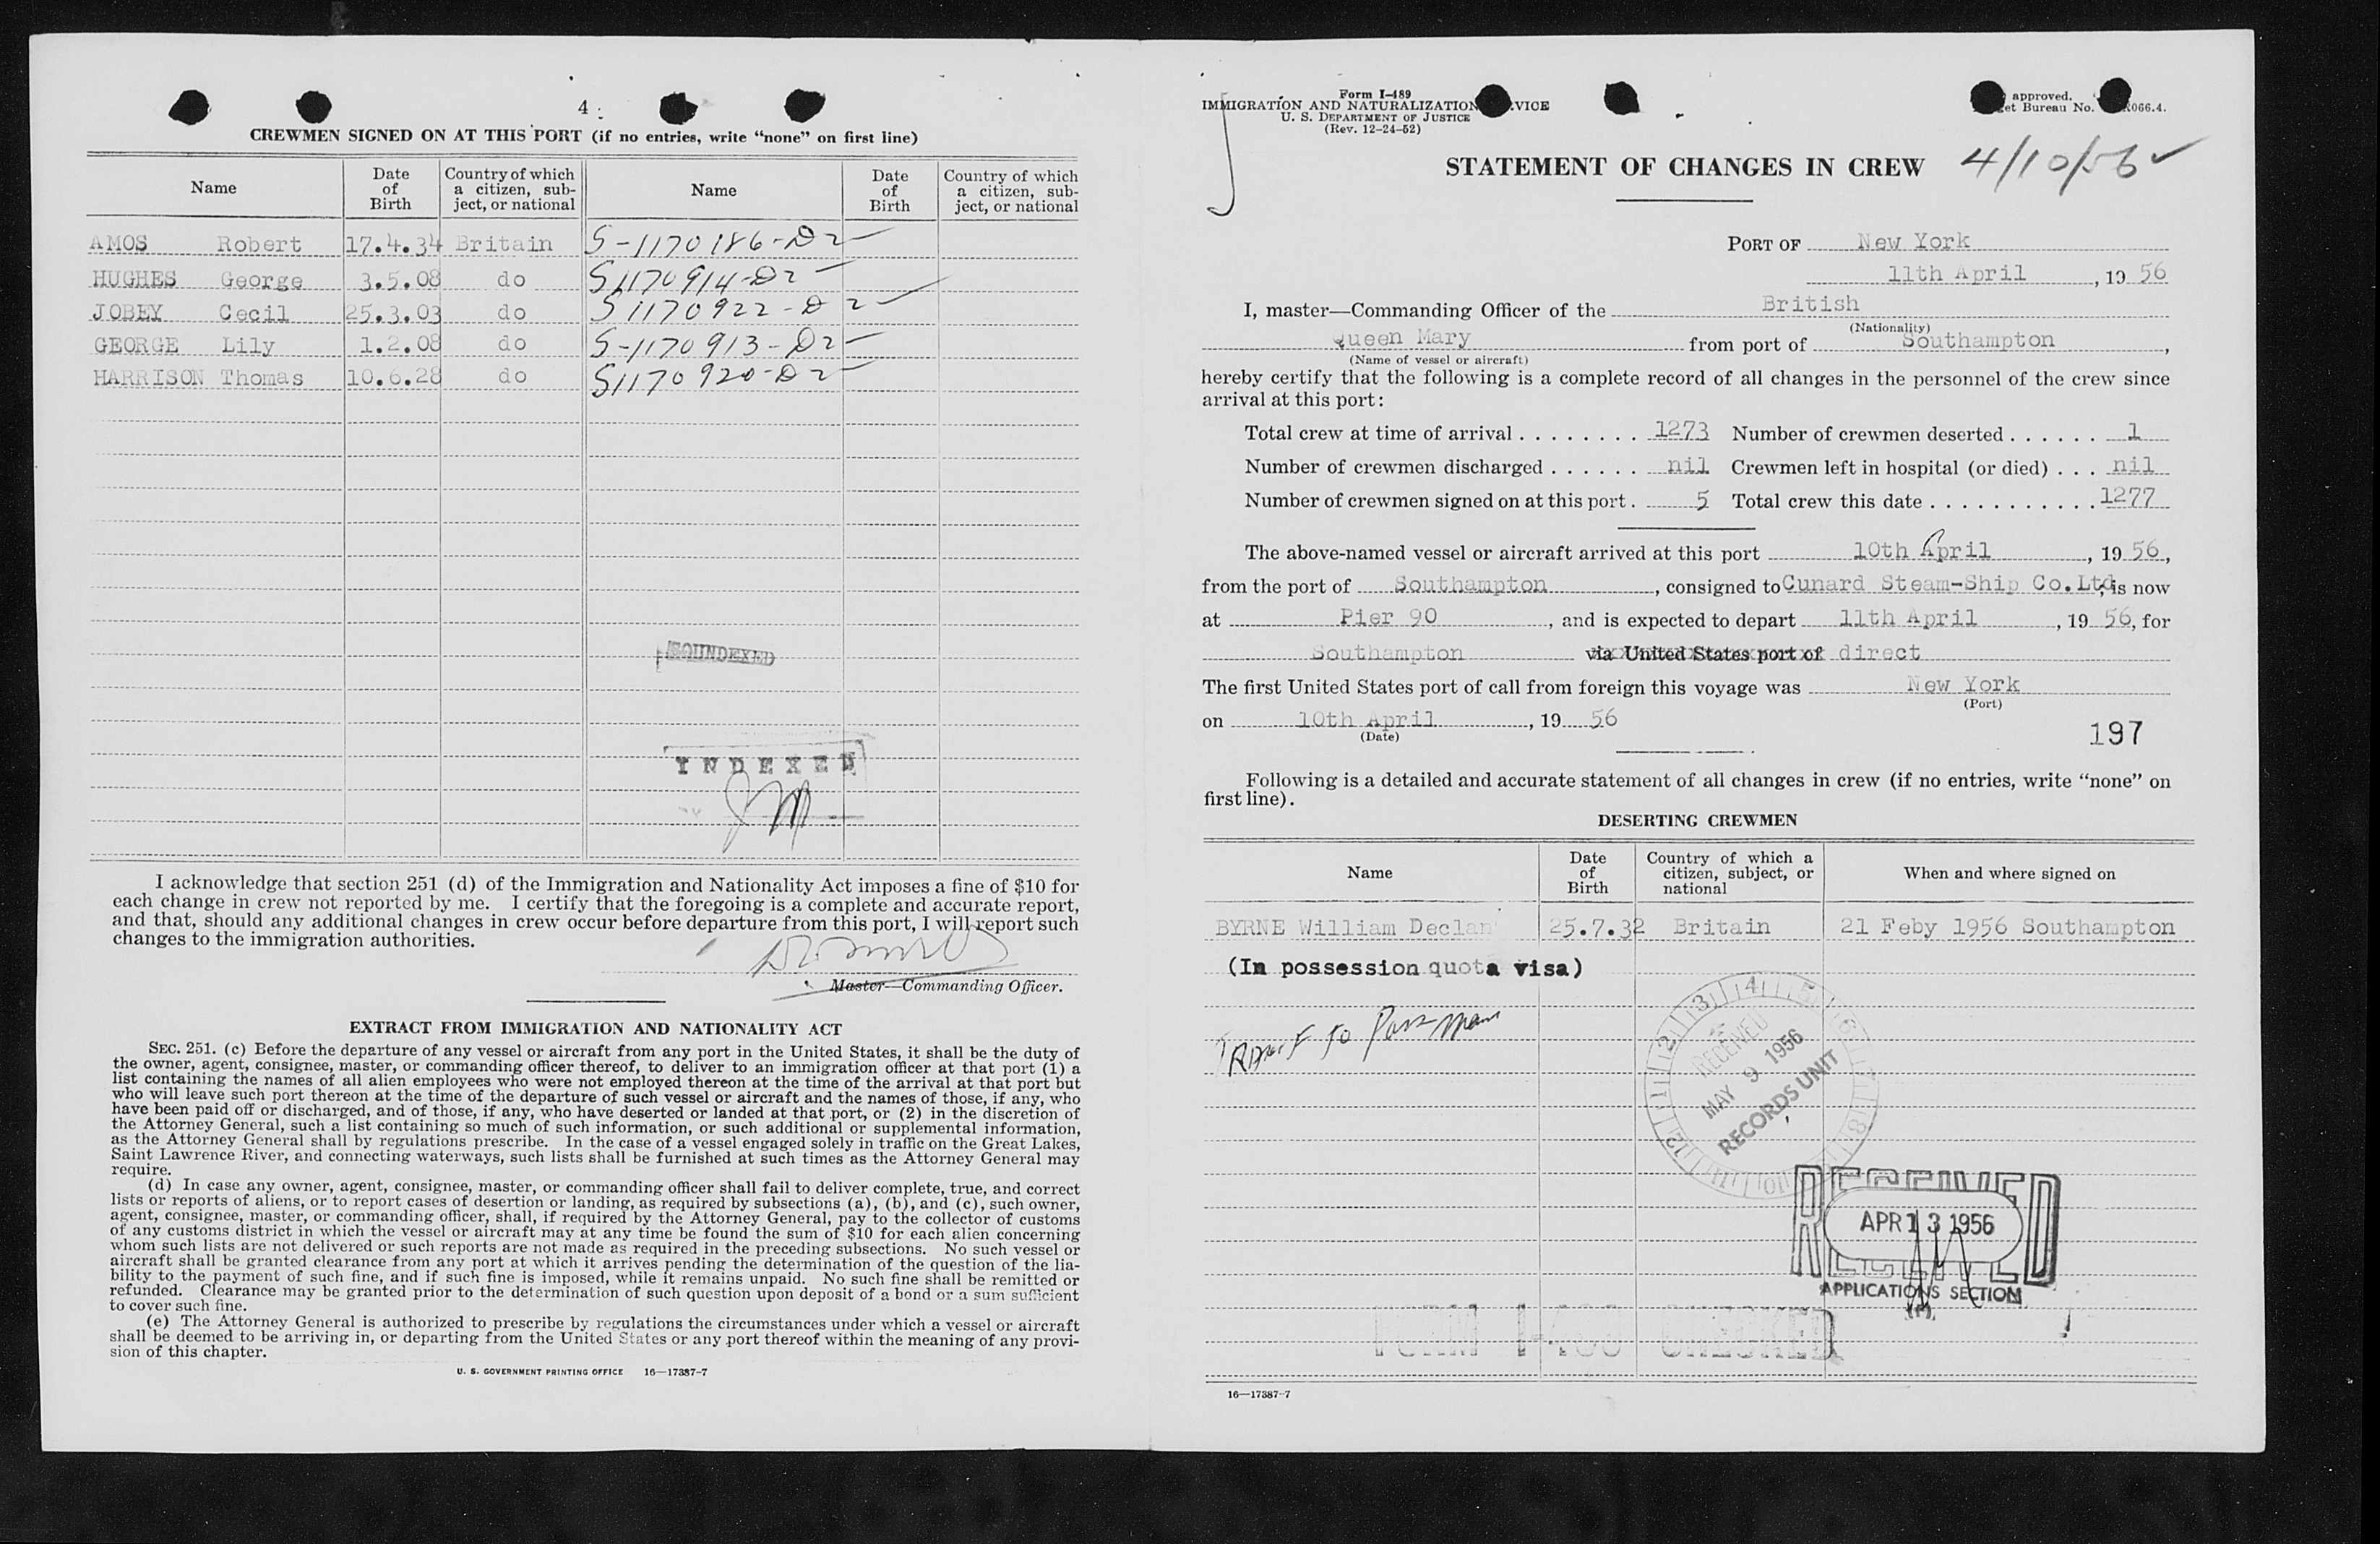 4
CREWMEN SIGNED ON AT THIS PORT (if no entries, write “none” on first line)
Name Date of Birth Country of which a citizen, subject, or national Name Date of Birth Country of which a citizen, subject, or national
AMOS Robert 17.4.34 Britain S-1170186-D2
HUGHES George 3.5.08 do S1170914-D2
JOBEY Cecil 25.3.03 do S1170922-D2
GEORGE Lily 1.2.08 do S-1170913-D2
HARRISON Thomas 10.6.28 do S1170920-D2
SOUNDEXED
INDEXED
I acknowledge that section 251 (d) of the Immigration and Nationality Act imposes a fine of $10 for
each change in crew not reported by me. I certify that the foregoing is a complete and accurate report,
and that, should any additional changes in crew occur before departure from this port, I will report such
changes to the immigration authorities.
Master—Commanding Officer.
EXTRACT FROM IMMIGRATION AND NATIONALITY ACT
SEC. 251. (c) Before the departure of any vessel or aircraft from any port in the United States, it shall be the duty of
the owner, agent, consignee, master, or commanding officer thereof, to deliver to an immigration officer at that port (1) a
list containing the names of all alien employees who were not employed thereon at the time of the arrival at that port but
who will leave such port thereon at the time of the departure of such vessel or aircraft and the names of those, if any, who
have been paid off or discharged, and of those, if any, who have deserted or landed at that port, or (2) in the discretion of
the Attorney General, such a list containing so much of such information, or such additional or supplemental information,
as the Attorney General shall by regulations prescribe. In the case of a vessel engaged solely in traffic on the Great Lakes,
Saint Lawrence River, and connecting waterways, such lists shall be furnished at such times as the Attorney General may
require.
(d) In case any owner, agent, consignee, master, or commanding officer shall fail to deliver complete, true, and correct
lists or reports of aliens, or to report cases of desertion or landing, as required by subsections (a), (b), and (c), such owner,
agent, consignee, master, or commanding officer, shall, if required by the Attorney General, pay to the collector of customs
of any customs district in which the vessel or aircraft may at any time be found the sum of $10 for each alien concerning
whom such lists are not delivered or such reports are not made as required in the preceding subsections. No such vessel or
aircraft shall be granted clearance from any port at which it arrives pending the determination of the question of the lia-
bility to the payment of such fine, and if such fine is imposed, while it remains unpaid. No such fine shall be remitted or
refunded. Clearance may be granted prior to the determination of such question upon deposit of a bond or a sum sufficient
to cover such fine.
(e) The Attorney General is authorized to prescribe by regulations the circumstances under which a vessel or aircraft
shall be deemed to be arriving in, or departing from the United States or any port thereof within the meaning of any provi-
sion of this chapter.
U. S. GOVERNMENT PRINTING OFFICE 16—17387-7
Form I-489
IMMIGRATION AND NATURALIZATION VICE
U. S. DEPARTMENT OF JUSTICE
(Rev. 12-24-52)
approved.
et Bureau No. 066.4.
STATEMENT OF CHANGES IN CREW 4/10/56
PORT OF New York
11th April, 19 56
I, master—Commanding Officer of the British
(Nationality)
Queen Mary from port of Southampton,
(Name of vessel or aircraft)
hereby certify that the following is a complete record of all changes in the personnel of the crew since
arrival at this port:
Total crew at time of arrival 1273 Number of crewmen deserted 1
Number of crewmen discharged nil Crewmen left in hospital (or died) nil
Number of crewmen signed on at this port 5 Total crew this date 1277
The above-named vessel or aircraft arrived at this port 10th April, 19 56,
from the port of Southampton, consigned to Cunard Steam-Ship Co.Ltd, is now
at Pier 90, and is expected to depart 11th April, 19 56, for
Southampton via United States port of direct
The first United States port of call from foreign this voyage was New York
(Port)
on 10th April, 19 56
(Date)
197
Following is a detailed and accurate statement of all changes in crew (if no entries, write “none” on
first line).
DESERTING CREWMEN
Name Date of Birth Country of which a citizen, subject, or national When and where signed on
BYRNE William Declan 25.7.32 Britain 21 Feby 1956 Southampton
(In possession quota visa)
RECEIVED
MAY 9 1956
RECORDS UNIT
RECEIVED
APR 13 1956
APPLICATIONS SECTION
16—17387-7